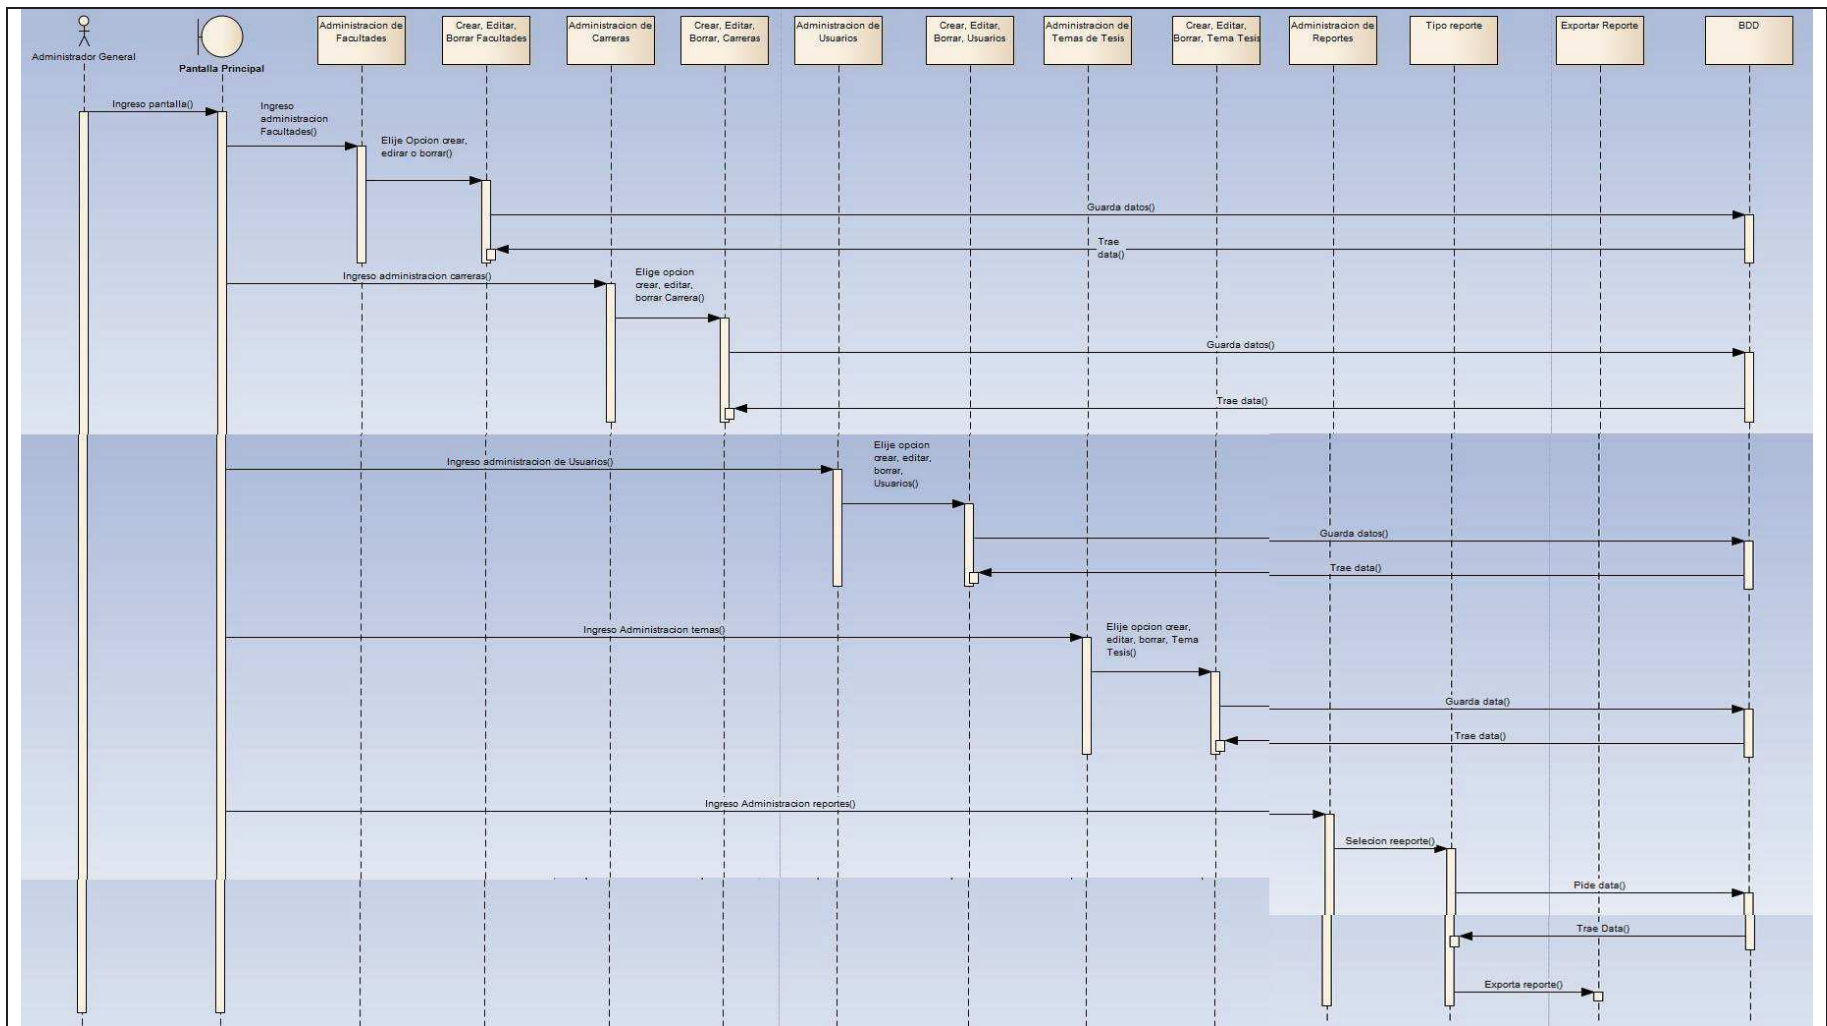 Administrador General
Pantalla Principal
Administracion de
Facultades
Crear, Editar,
Borrar Facultades
Administracion de
Carreras
Crear, Editar,
Borrar, Carreras
Administracion de
Usuarios
Crear, Editar,
Borrar, Usuarios
Administracion de
Temas de Tesis
Crear, Editar,
Borrar, Tema Tesis
Administracion de
Reportes
Tipo reporte
Exportar Reporte
BDD
Ingreso pantalla()
Ingreso
administracion
Facultades()
Elije Opcion crear,
edirar o borrar()
Guarda datos()
Trae
data()
Ingreso administracion carreras()
Elige opcion
crear, editar,
borrar Carrera()
Guarda datos()
Trae data()
Ingreso administracion de Usuarios()
Elije opcion
crear, editar,
borrar,
Usuarios()
Guarda datos()
Trae data()
Ingreso Administracion temas()
Elije opcion crear,
editar, borrar, Tema
Tesis()
Guarda data()
Trae data()
Ingreso Administracion reportes()
Selecion reeporte()
Pide data()
Trae Data()
Exporta reporte()